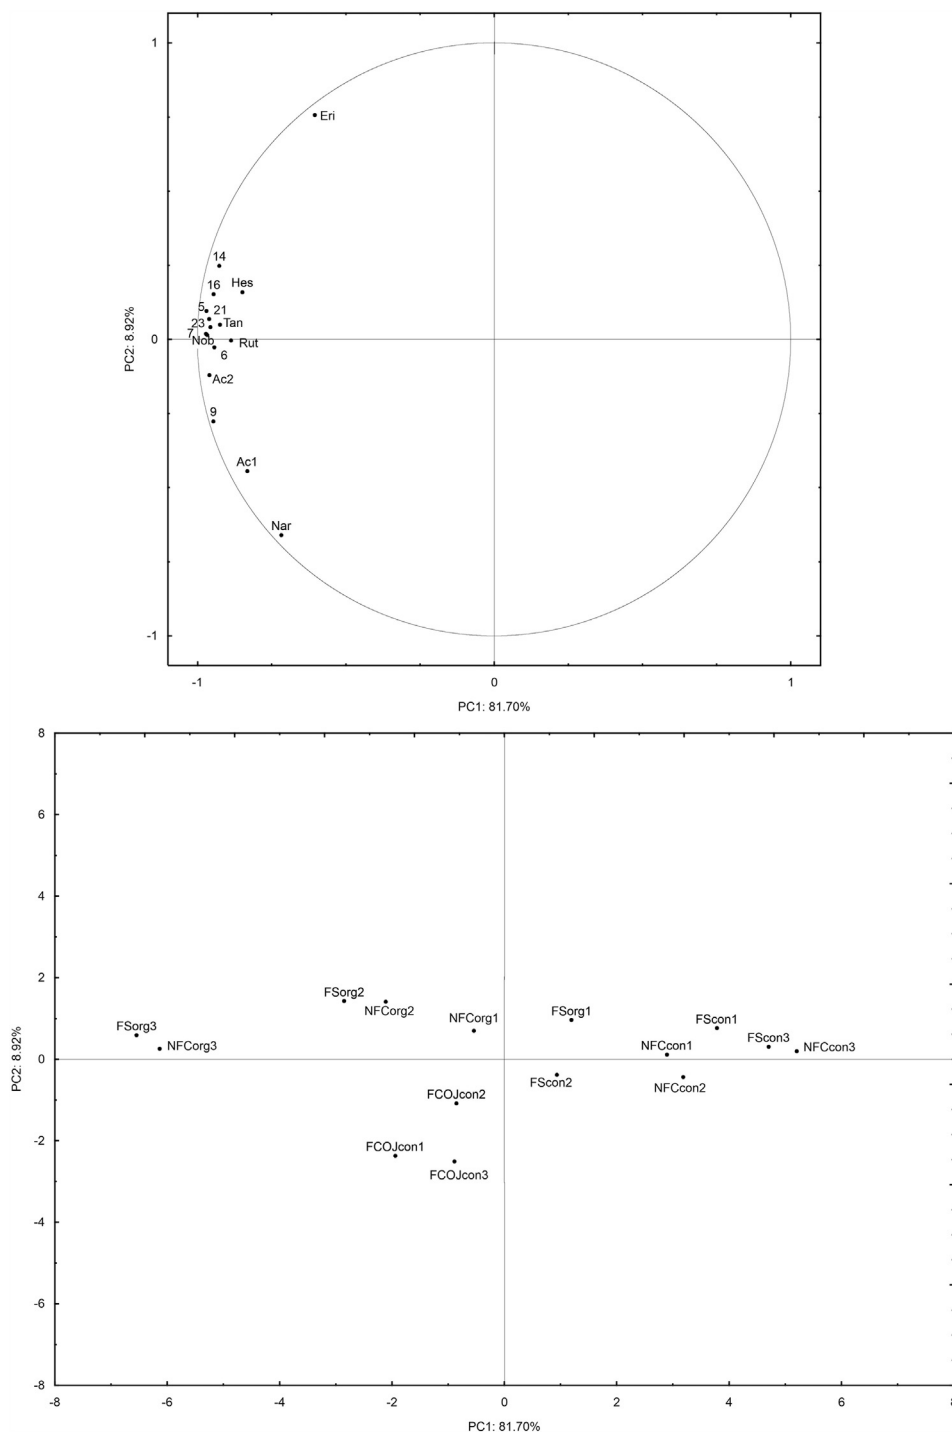 1
Eri
14
16
Hes
5
21
23
Tan
7
Nob
Rut
6
0
Ac2
9
Ac1
Nar
-1
PC2: 8.92%
-1
0
1
PC1: 81.70%
8
6
4
2
0
-2
-4
-6
-8
PC2: 8.92%
FSorg2
NFCorg2
NFCorg1
FSorg1
FScon1
FSorg3
NFCorg3
NFCcon1
FScon3
NFCcon3
FScon2
NFCcon2
FCOJcon2
FCOJcon1
FCOJcon3
-8
-6
-4
-2
0
2
4
6
8
PC1: 81.70%